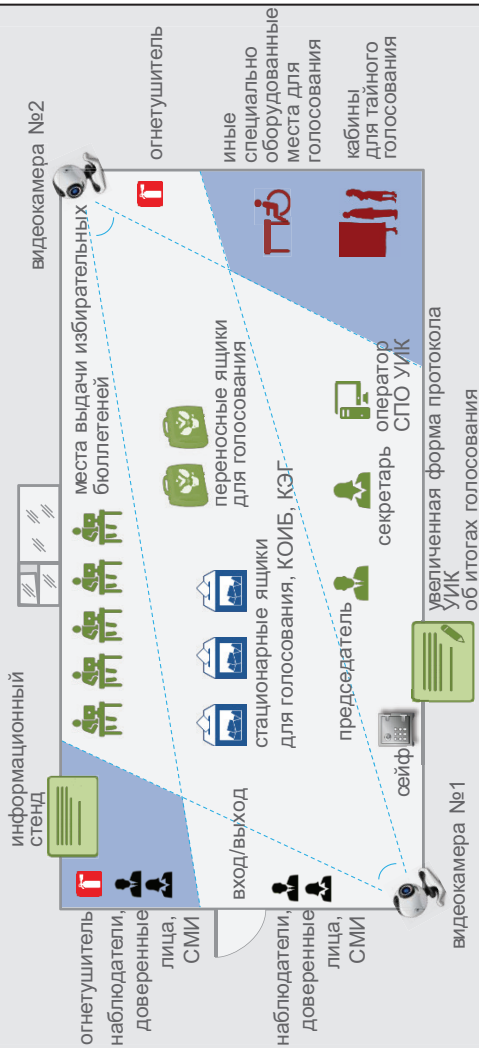 видеокамера №2
огнетушитель
иные
специально
оборудованные
места для
голосования
кабины
для тайного
голосования
места выдачи избирательных
бюллетеней
переносные ящики
для голосования
оператор
СПО УИК
секретарь
стационарные ящики
для голосования, КОИБ, КЭГ
председатель
сейф
увеличенная форма протокола
УИК
об итогах голосования
информационный
стенд
вход/выход
огнетушитель
наблюдатели,
доверенные
лица,
СМИ
наблюдатели,
доверенные
лица,
СМИ
видеокамера №1